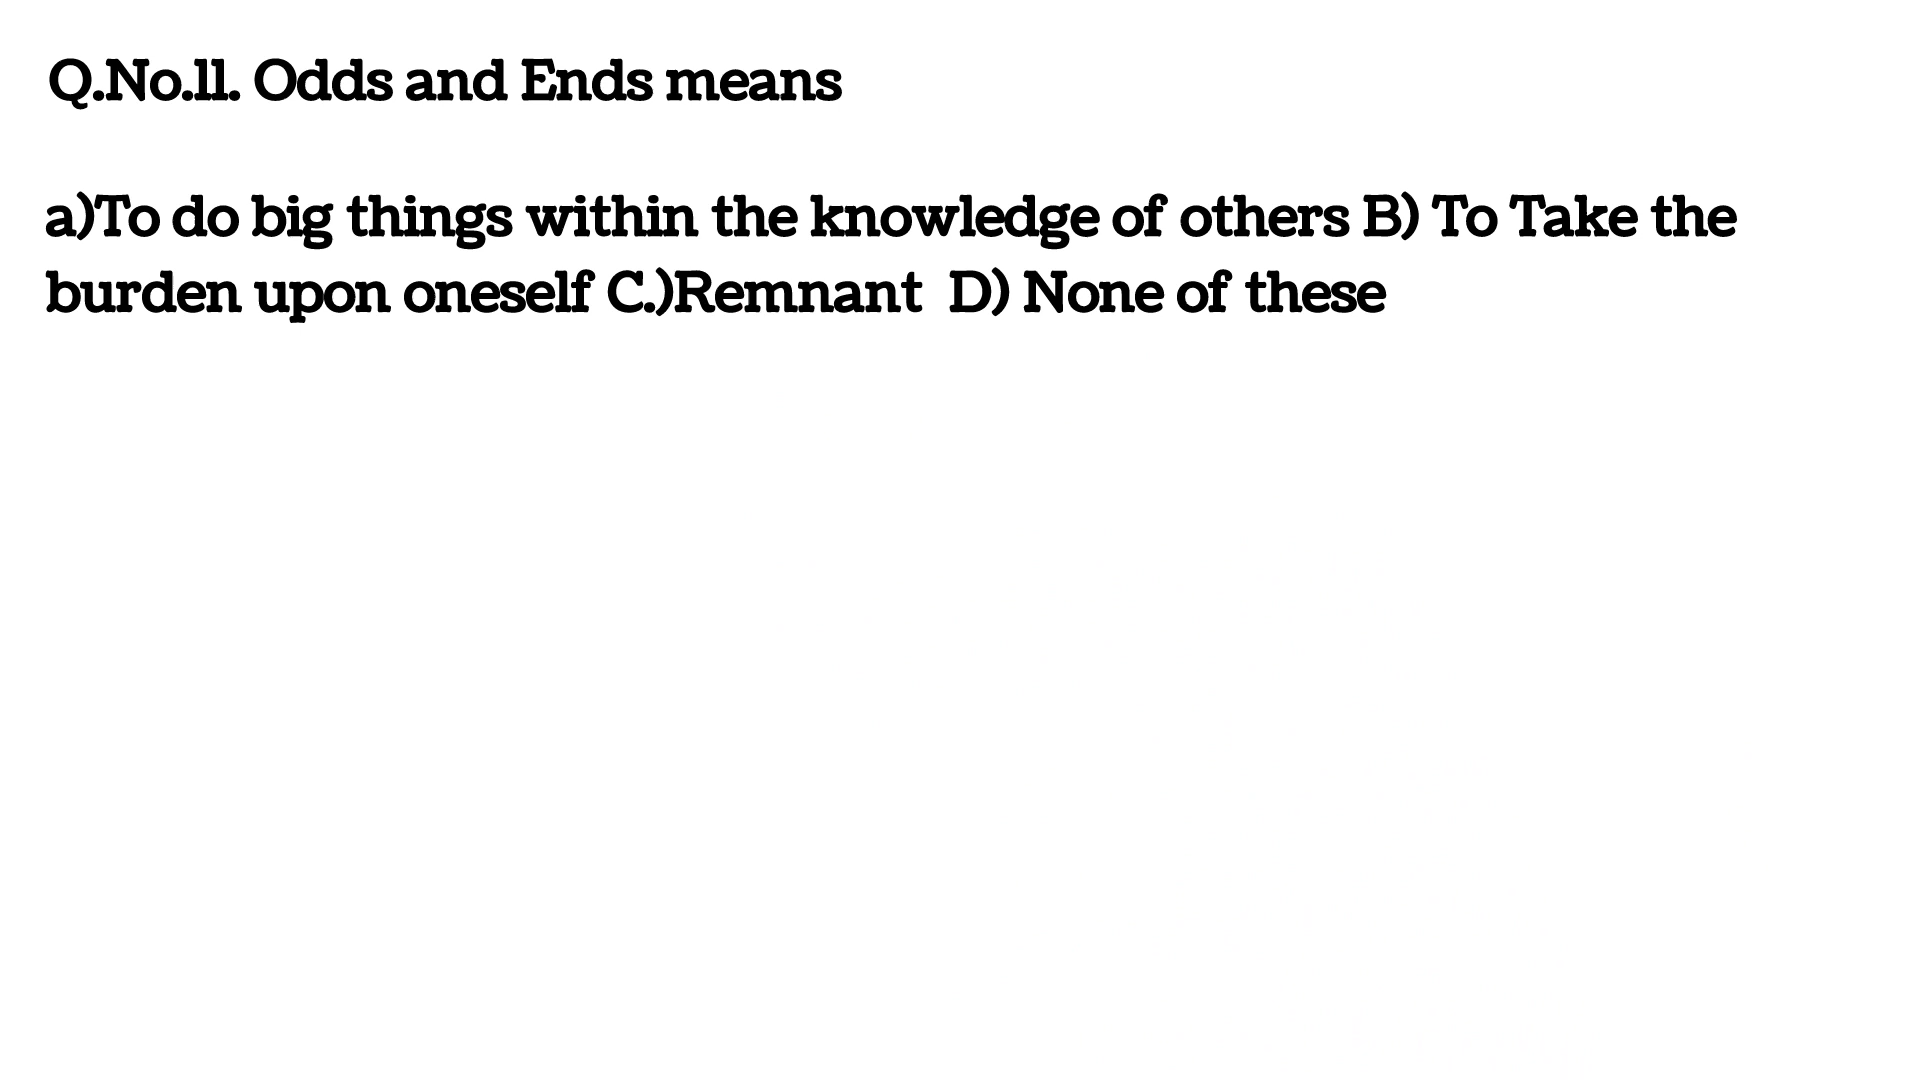 Q.No.11. Odds and Ends means
a)To do big things within the knowledge of others B) To Take the
burden upon oneself C.)Remnant  D) None of these